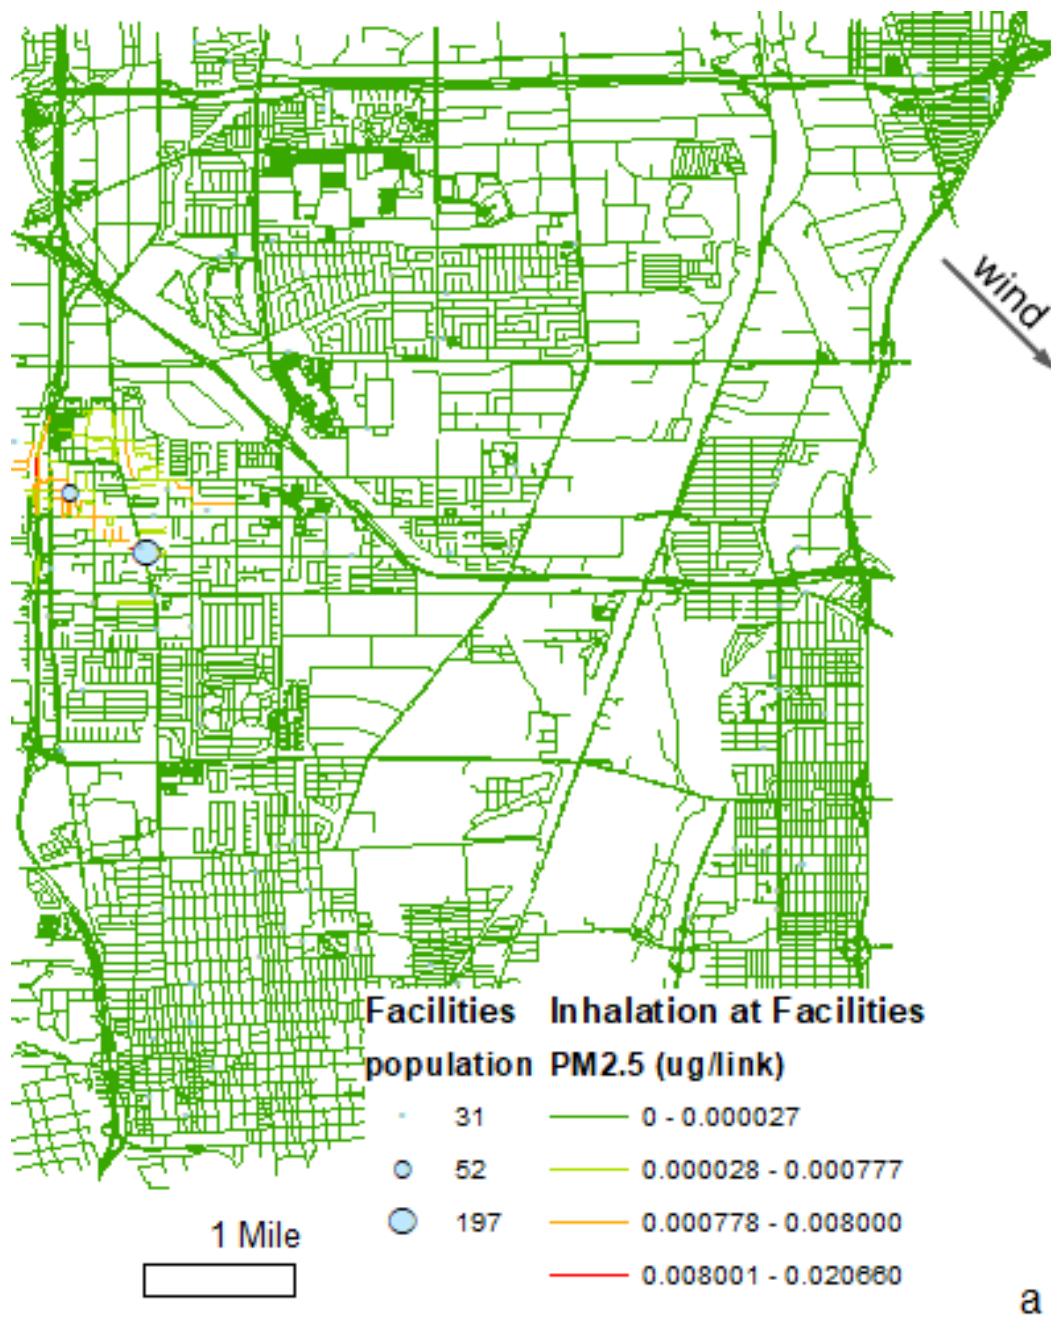 wind
Facilities Inhalation at Facilities
population PM2.5 (ug/link)
31 0 - 0.000027
52 0.000028 - 0.000777
197 0.000778 - 0.008000
1 Mile
0.008001 - 0.020660
a